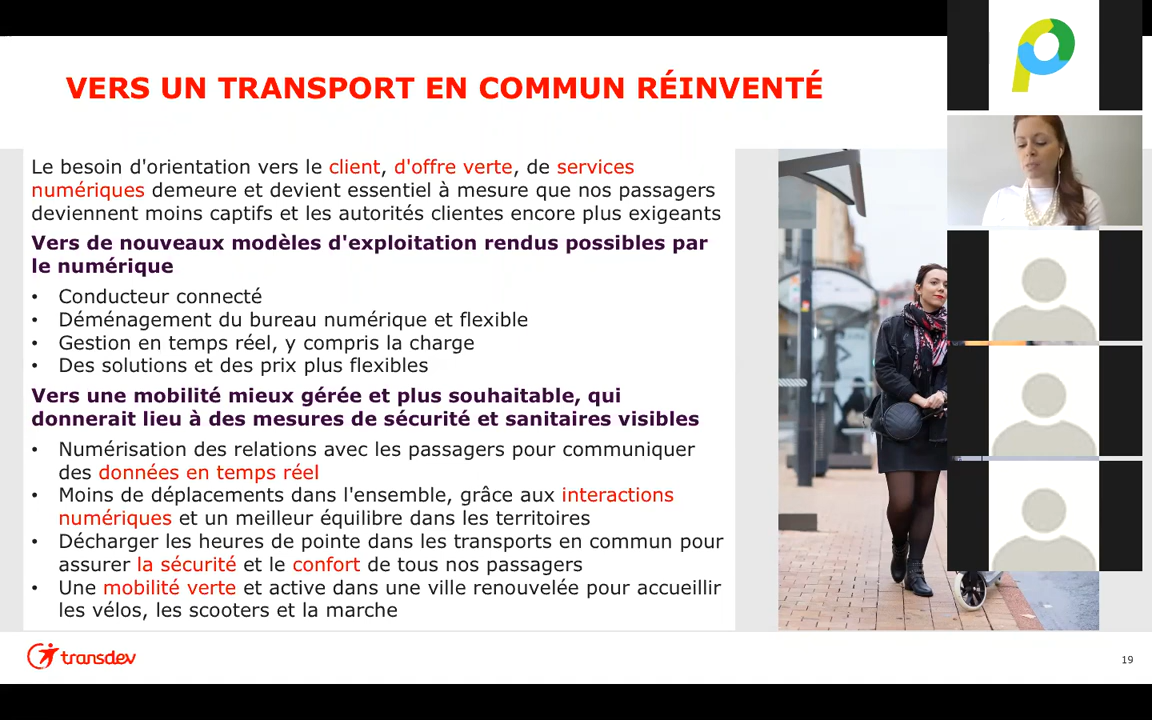 VERS UN TRANSPORT EN COMMUN RÉINVENTÉ
Le besoin d'orientation vers le client, d'offre verte, de services
numériques demeure et devient essentiel à mesure que nos passagers
deviennent moins captifs et les autorités clientes encore plus exigeants
Vers de nouveaux modèles d'exploitation rendus possibles par
le numérique
• Conducteur connecté
• Déménagement du bureau numérique et flexible
• Gestion en temps réel, y compris la charge
• Des solutions et des prix plus flexibles
Vers une mobilité mieux gérée et plus souhaitable, qui
donnerait lieu à des mesures de sécurité et sanitaires visibles
• Numérisation des relations avec les passagers pour communiquer
des données en temps réel
• Moins de déplacements dans l'ensemble, grâce aux interactions
numériques et un meilleur équilibre dans les territoires
• Décharger les heures de pointe dans les transports en commun pour
assurer la sécurité et le confort de tous nos passagers
• Une mobilité verte et active dans une ville renouvelée pour accueillir
les vélos, les scooters et la marche
transdev
19